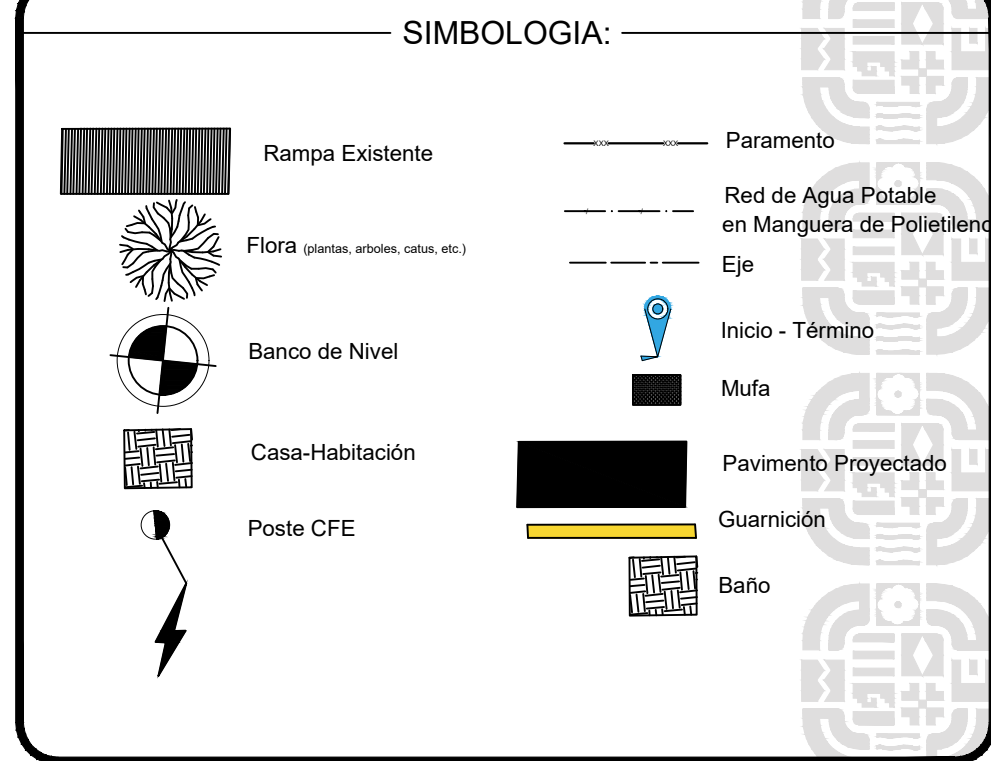 SIMBOLOGIA:
Rampa Existente
Flora (plantas, arboles, catus, etc.)
Banco de Nivel
Casa-Habitación
Poste CFE
Paramento
Red de Agua Potable
en Manguera de Polietileno
Eje
Inicio - Término
Mufa
Pavimento Proyectado
Guarnición
Baño